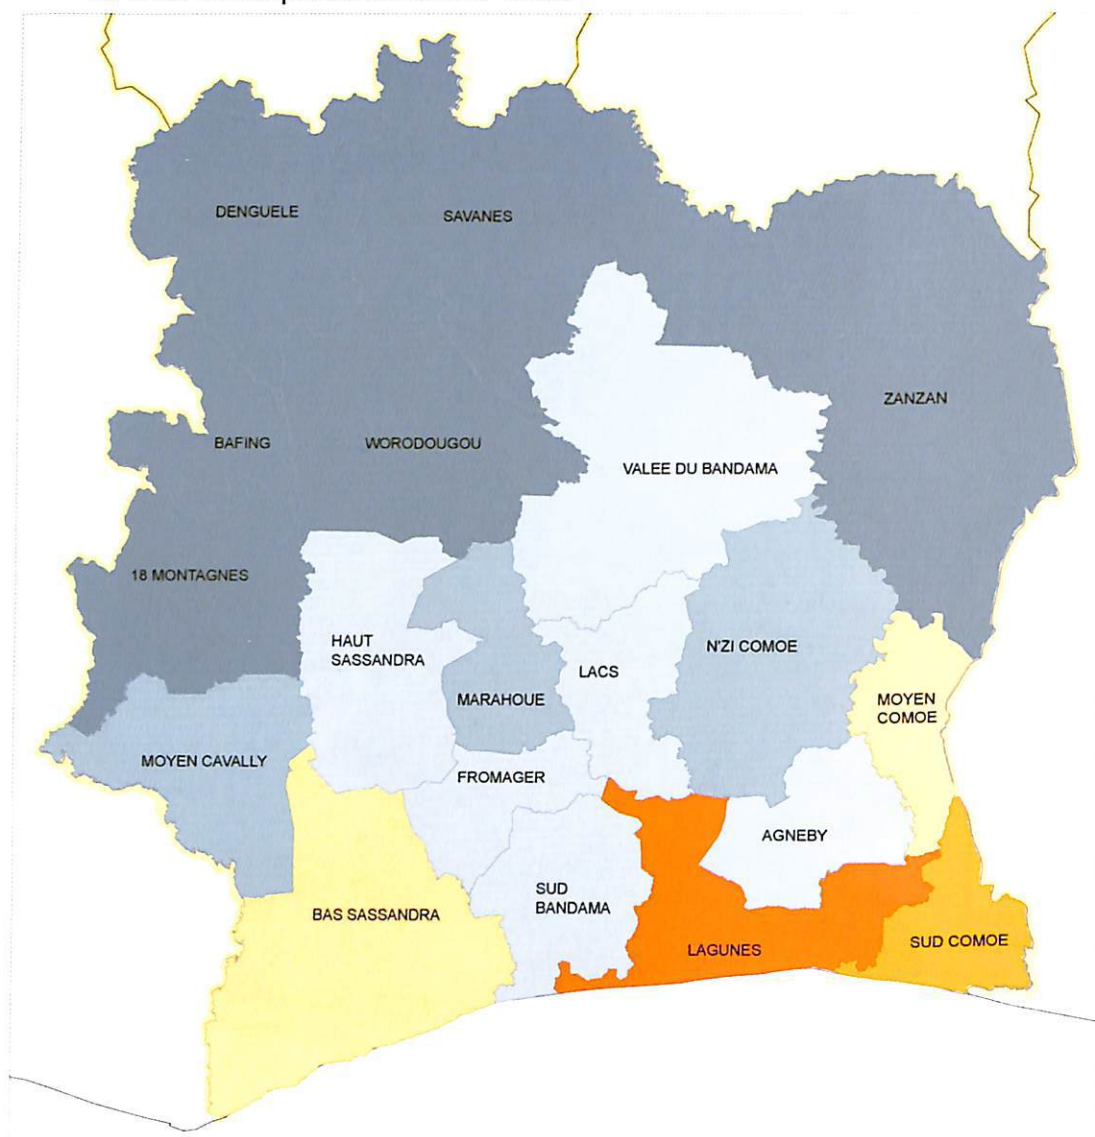 DENGUELE
SAVANES
ZANZAN
BAFING
WORODOUGOU
VALEE DU BANDAMA
18 MONTAGNES
HAUT
SASSANDRA
LACS
N'ZI COMOE
MARAHOUE
MOYEN
COMOE
MOYEN CAVALLY
FROMAGER
AGNEBY
SUD
BANDAMA
BAS SASSANDRA
LAGUNES
SUD COMOE